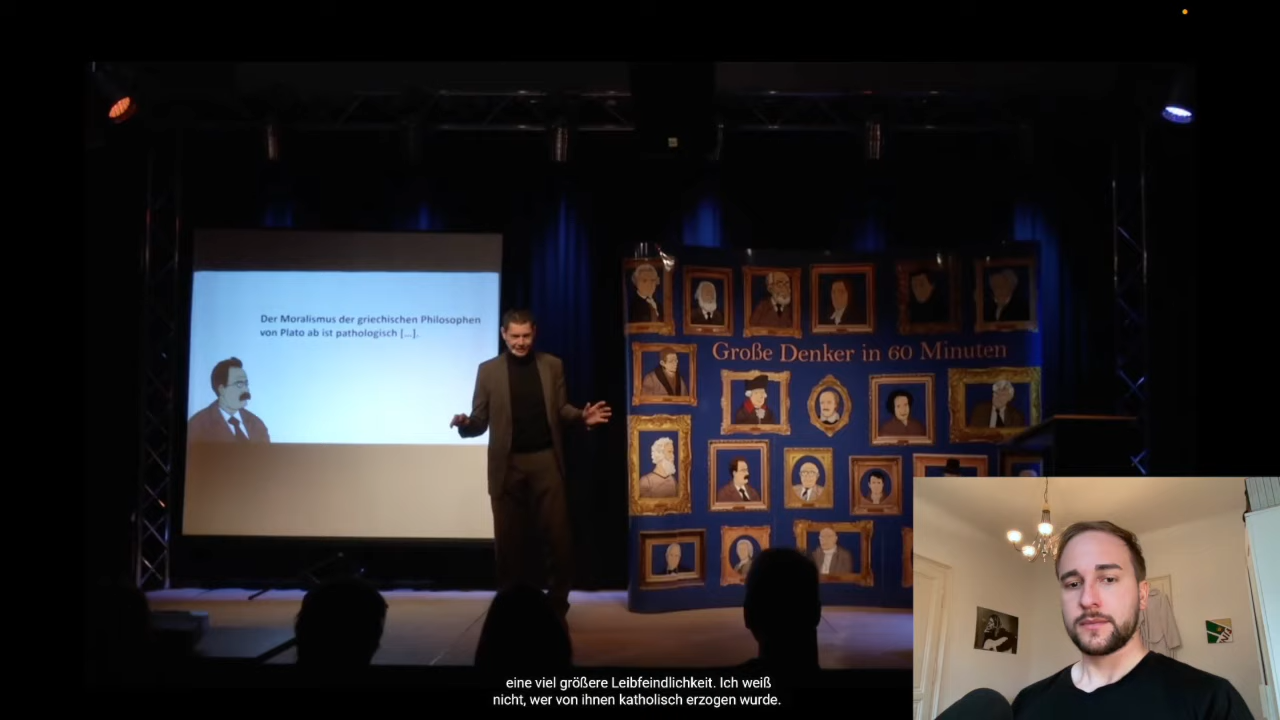 Der Moralismus der griechischen Philosophen
von Plato ab ist pathologisch [...].
Große Denker in 60 Minuten
eine viel größere Leibfeindlichkeit. Ich weiß
nicht, wer von ihnen katholisch erzogen wurde.